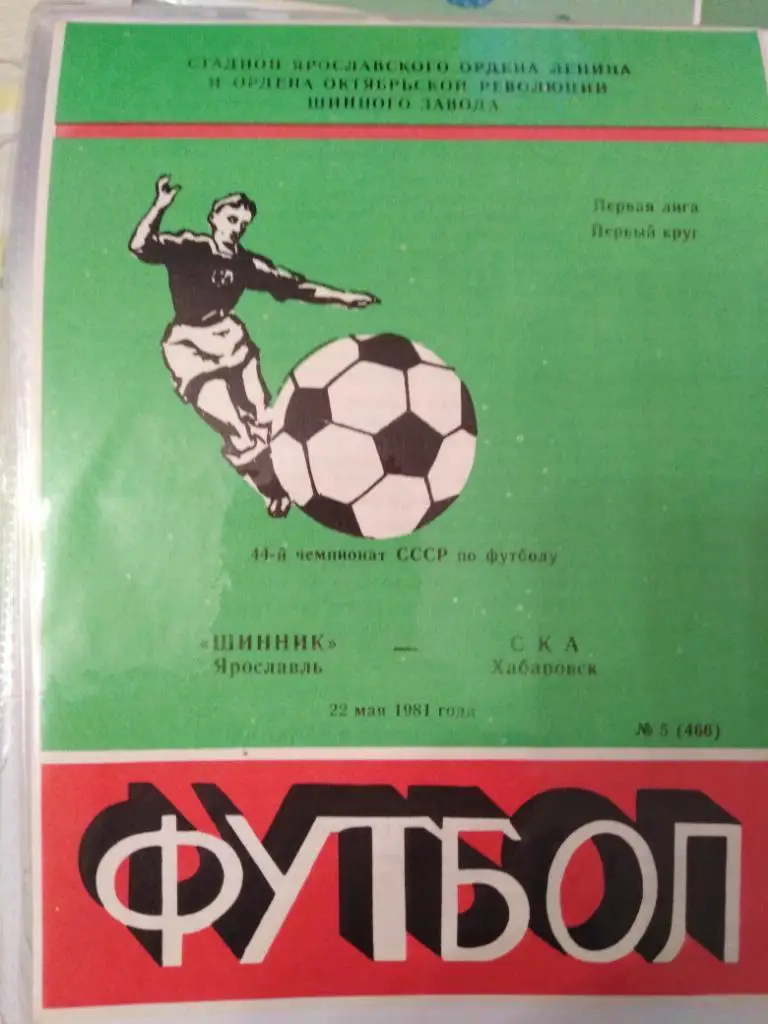 СТАДИОН ЯРОСЛАВСКОГО ОРДЕНА ЛЕНИНА
И ОРДЕНА ОКТЯБРЬСКОЙ РЕВОЛЮЦИИ
ШИННОГО ЗАВОДА
Первая лига
Первый круг
44-й чемпионат СССР по футболу
«ШИННИК» — СКА
Ярославль Хабаровск
22 мая 1981 года
№ 5 (466)
ФУТБОЛ